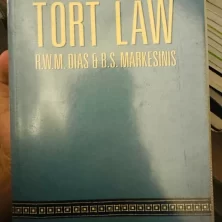 TORT LAW
R.W.M. DIAS & B.S. MARKESINIS